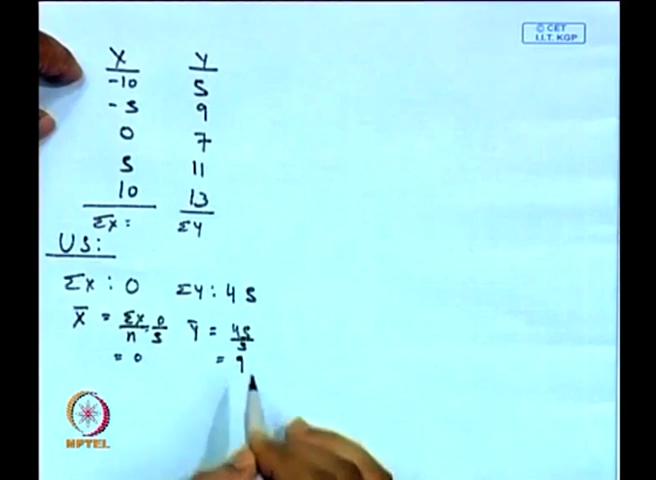 © CET
I.I.T. KGP
X Y
-10 5
-5 9
0 7
5 11
10 13
Σx: ΣY
US:
Σx : 0 ΣY : 45
X̄ = Σx/n : 0/5 Ȳ = 45/5
= 0 = 9
NPTEL